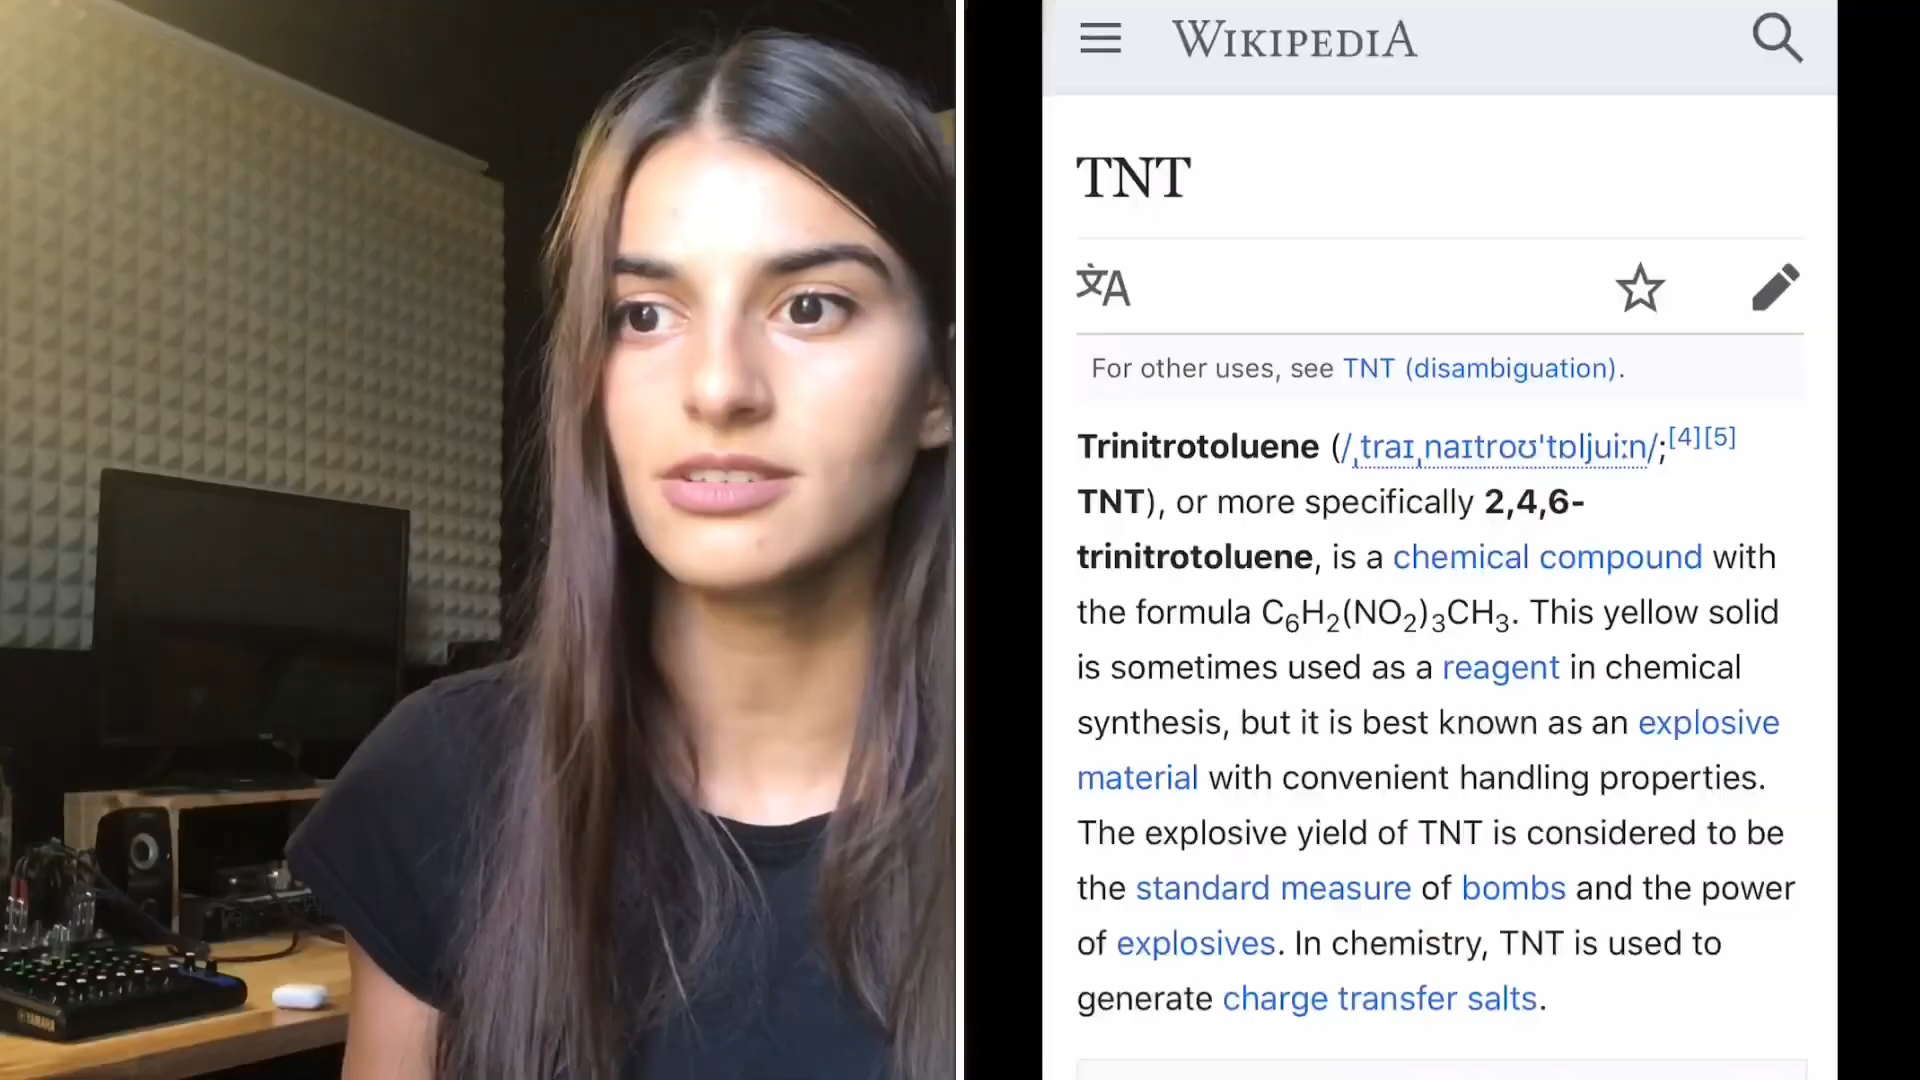 WIKIPEDIA
TNT
文A
For other uses, see TNT (disambiguation).
Trinitrotoluene (/ˌtraɪˌnaɪtroʊˈtɒljuiːn/;[4][5]
TNT), or more specifically 2,4,6-
trinitrotoluene, is a chemical compound with
the formula C₆H₂(NO₂)₃CH₃. This yellow solid
is sometimes used as a reagent in chemical
synthesis, but it is best known as an explosive
material with convenient handling properties.
The explosive yield of TNT is considered to be
the standard measure of bombs and the power
of explosives. In chemistry, TNT is used to
generate charge transfer salts.
YAMAHA